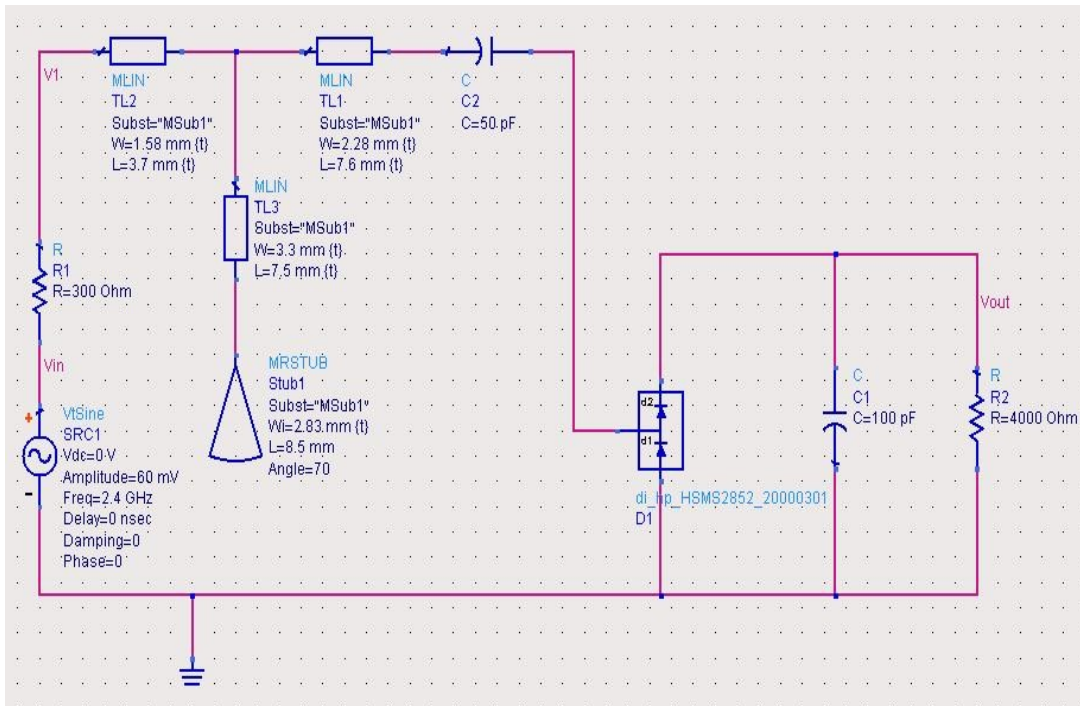 V1
MLIN
TL2
Subst="MSub1"
W=1.58 mm {t}
L=3.7 mm {t}
MLIN
TL1
Subst="MSub1"
W=2.28 mm {t}
L=7.6 mm {t}
C
C2
C=50 pF
MLIN
TL3
Subst="MSub1"
W=3.3 mm {t}
L=7.5 mm {t}
R
R1
R=300 Ohm
Vin
+
VtSine
SRC1
Vdc=0 V
Amplitude=60 mV
Freq=2.4 GHz
Delay=0 nsec
Damping=0
Phase=0
-
MRSTUB
Stub1
Subst="MSub1"
Wi=2.83 mm {t}
L=8.5 mm
Angle=70
d2
d1
di_hp_HSMS2852_20000301
D1
C
C1
C=100 pF
Vout
R
R2
R=4000 Ohm